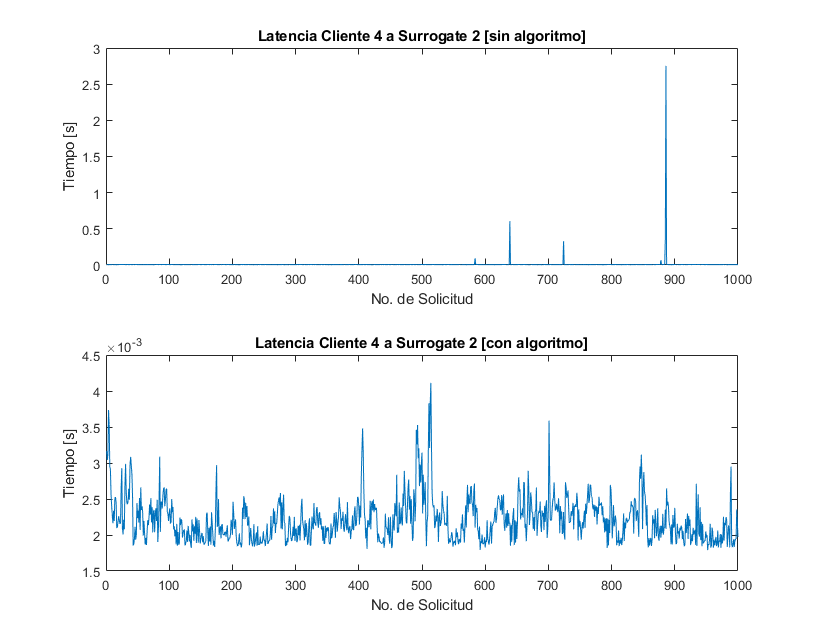 Latencia Cliente 4 a Surrogate 2 [sin algoritmo]
3
2.5
2
1.5
1
0.5
0
Tiempo [s]
0 100 200 300 400 500 600 700 800 900 1000
No. de Solicitud
Latencia Cliente 4 a Surrogate 2 [con algoritmo]
×10-3
4.5
4
3.5
3
2.5
2
1.5
Tiempo [s]
0 100 200 300 400 500 600 700 800 900 1000
No. de Solicitud